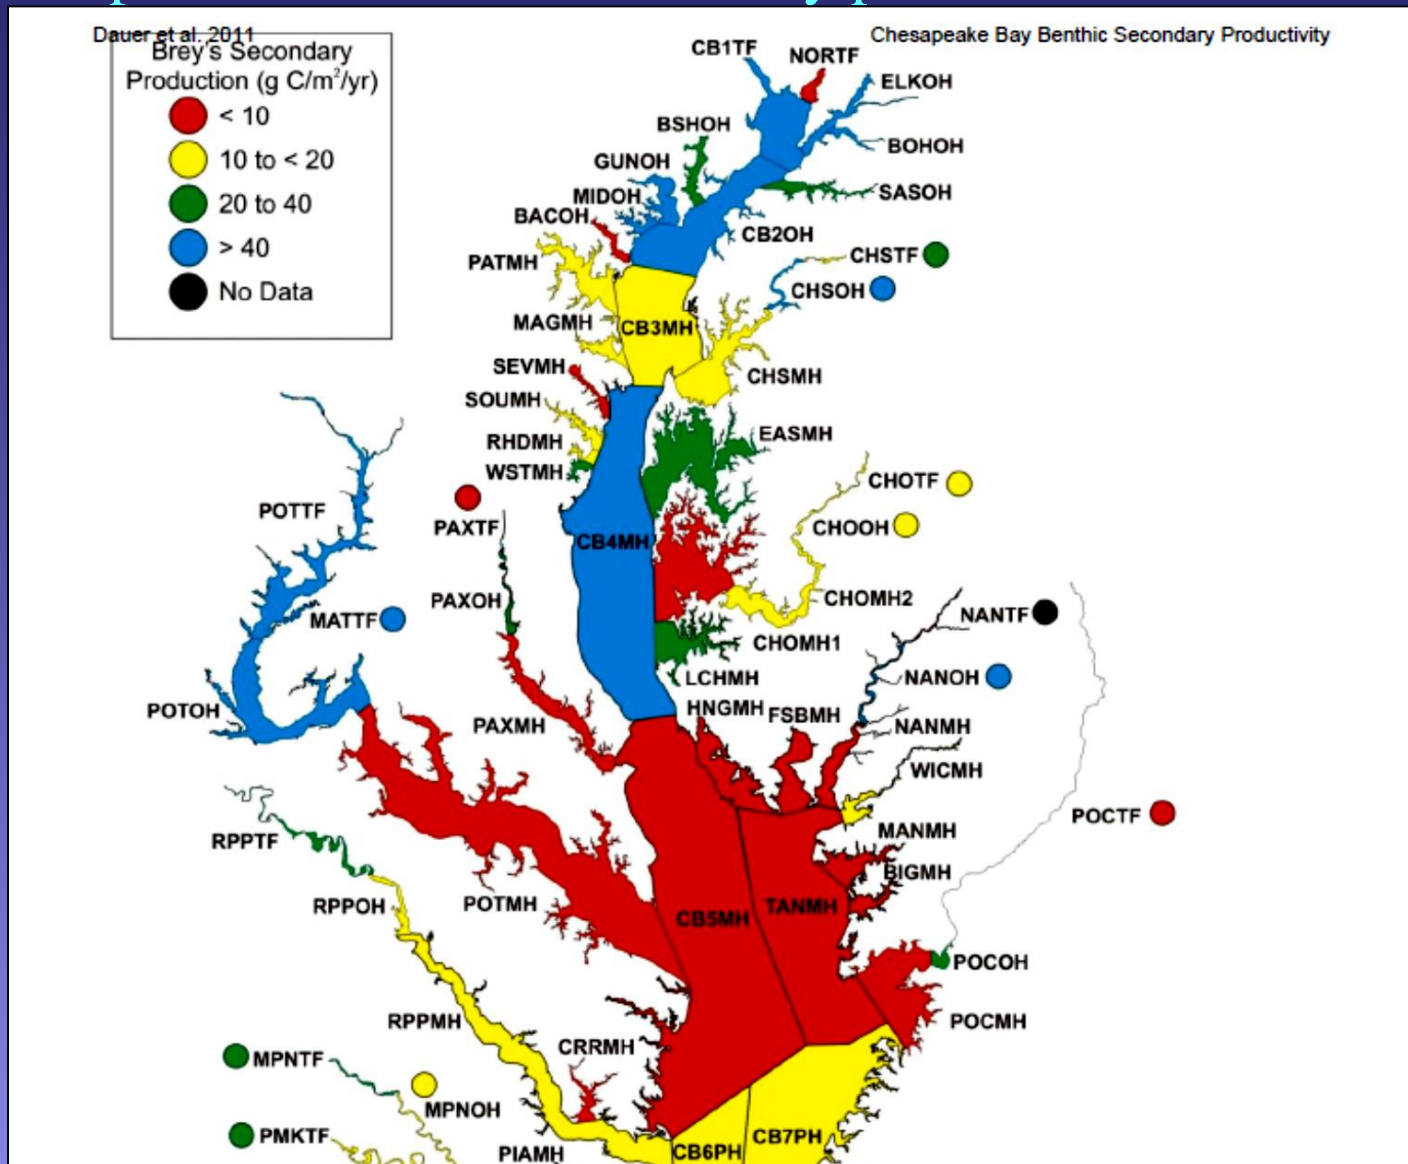 Dauer et al. 2011
Chesapeake Bay Benthic Secondary Productivity
Brey's Secondary
Production (g C/m²/yr)
< 10
10 to < 20
20 to 40
> 40
No Data
CB1TF
NORTF
ELKOH
BSHOH
BOHOH
GUNOH
SASOH
MIDOH
BACOH
CB2OH
CHSTF
PATMH
CHSOH
MAGMH
CB3MH
SEVMH
CHSMH
SOUMH
EASMH
RHDMH
WSTMH
CHOTF
POTTF
PAXTF
CHOOH
CB4MH
PAXOH
CHOMH2
NANTF
MATTF
CHOMH1
LCHMH
NANOH
POTOH
HNGMH
FSBMH
PAXMH
NANMH
WICMH
POCTF
RPPTF
MANMH
BIGMH
RPPOH
POTMH
CB5MH
TANMH
POCOH
RPPMH
POCMH
CRRMH
MPNTF
MPNOH
PMKTF
CB7PH
PIAMH
CB6PH